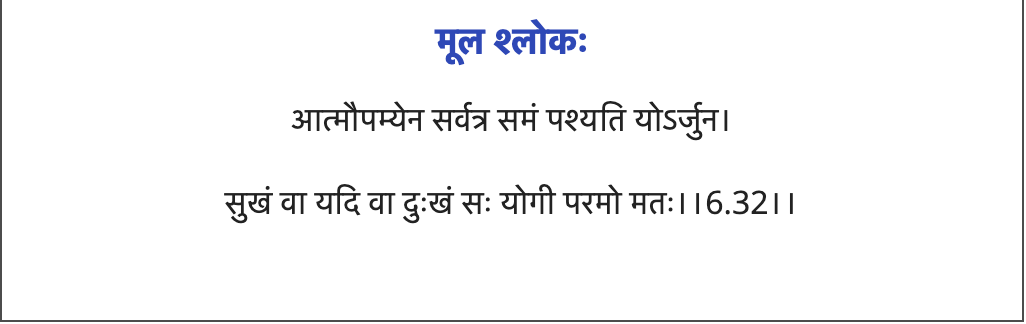 मूल श्लोकः
आत्मौपम्येन सर्वत्र समं पश्यति योऽर्जुन।
सुखं वा यदि वा दुःखं सः योगी परमो मतः।।6.32।।